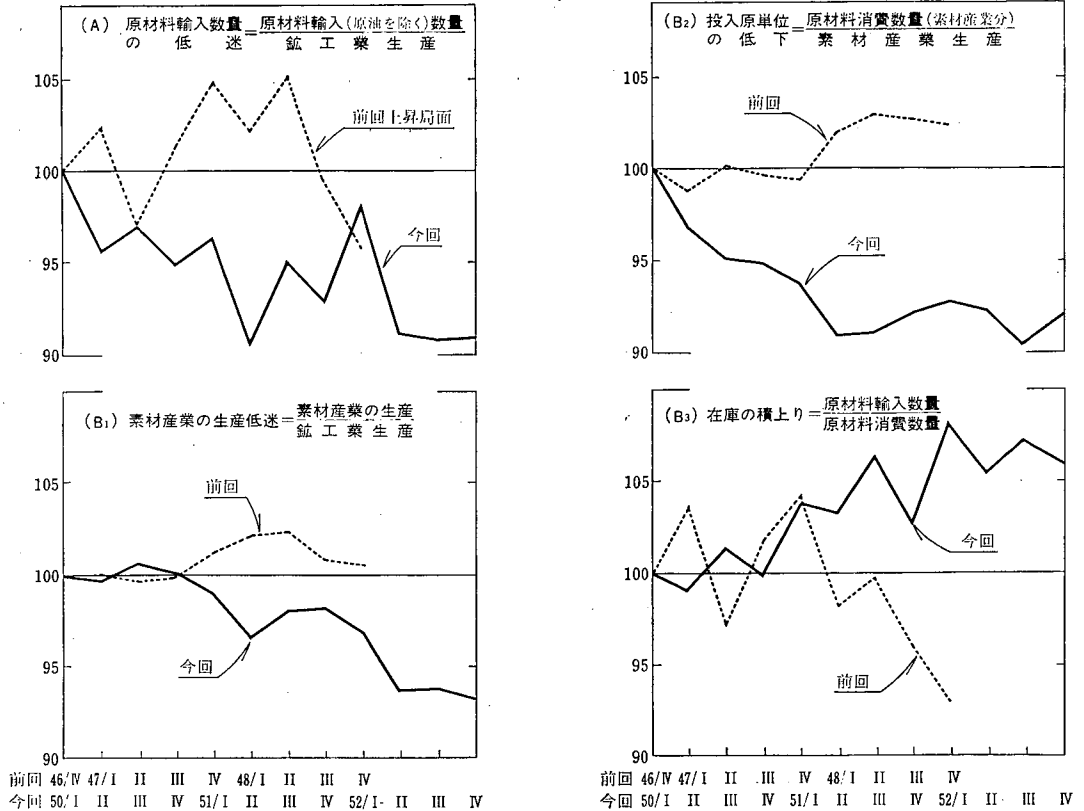 (A) 原材料輸入数量の低迷=原材料輸入(原油を除く)数量/鉱工業生産
105
100
95
90
前回上昇局面
今回
(B₂) 投入原単位の低下=原材料消費数量(素材産業分)/素材産業生産
105
100
95
90
前回
今回
(B₁) 素材産業の生産低迷=素材産業の生産/鉱工業生産
105
100
95
90
前回
今回
前回 46/Ⅳ 47/Ⅰ Ⅱ Ⅲ Ⅳ 48/Ⅰ Ⅱ Ⅲ Ⅳ
今回 50/Ⅰ Ⅱ Ⅲ Ⅳ 51/Ⅰ Ⅱ Ⅲ Ⅳ 52/Ⅰ Ⅱ Ⅲ Ⅳ
(B₃) 在庫の積上り=原材料輸入数量/原材料消費数量
105
100
95
90
今回
前回
前回 46/Ⅳ 47/Ⅰ Ⅱ Ⅲ Ⅳ 48/Ⅰ Ⅱ Ⅲ Ⅳ
今回 50/Ⅰ Ⅱ Ⅲ Ⅳ 51/Ⅰ Ⅱ Ⅲ Ⅳ 52/Ⅰ Ⅱ Ⅲ Ⅳ